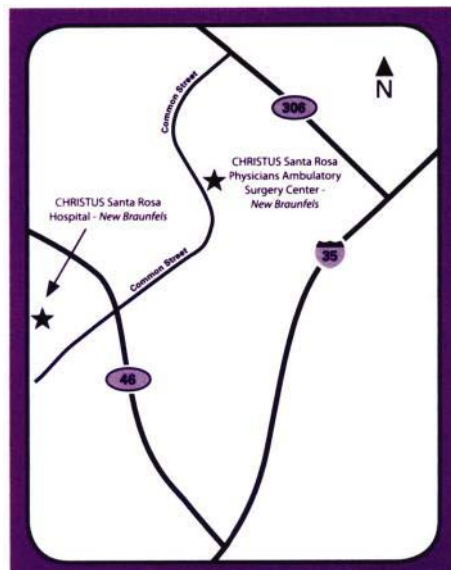 Common Street
306
N
CHRISTUS Santa Rosa
Physicians Ambulatory
Surgery Center -
New Braunfels
CHRISTUS Santa Rosa
Hospital - New Braunfels
35
Common Street
46